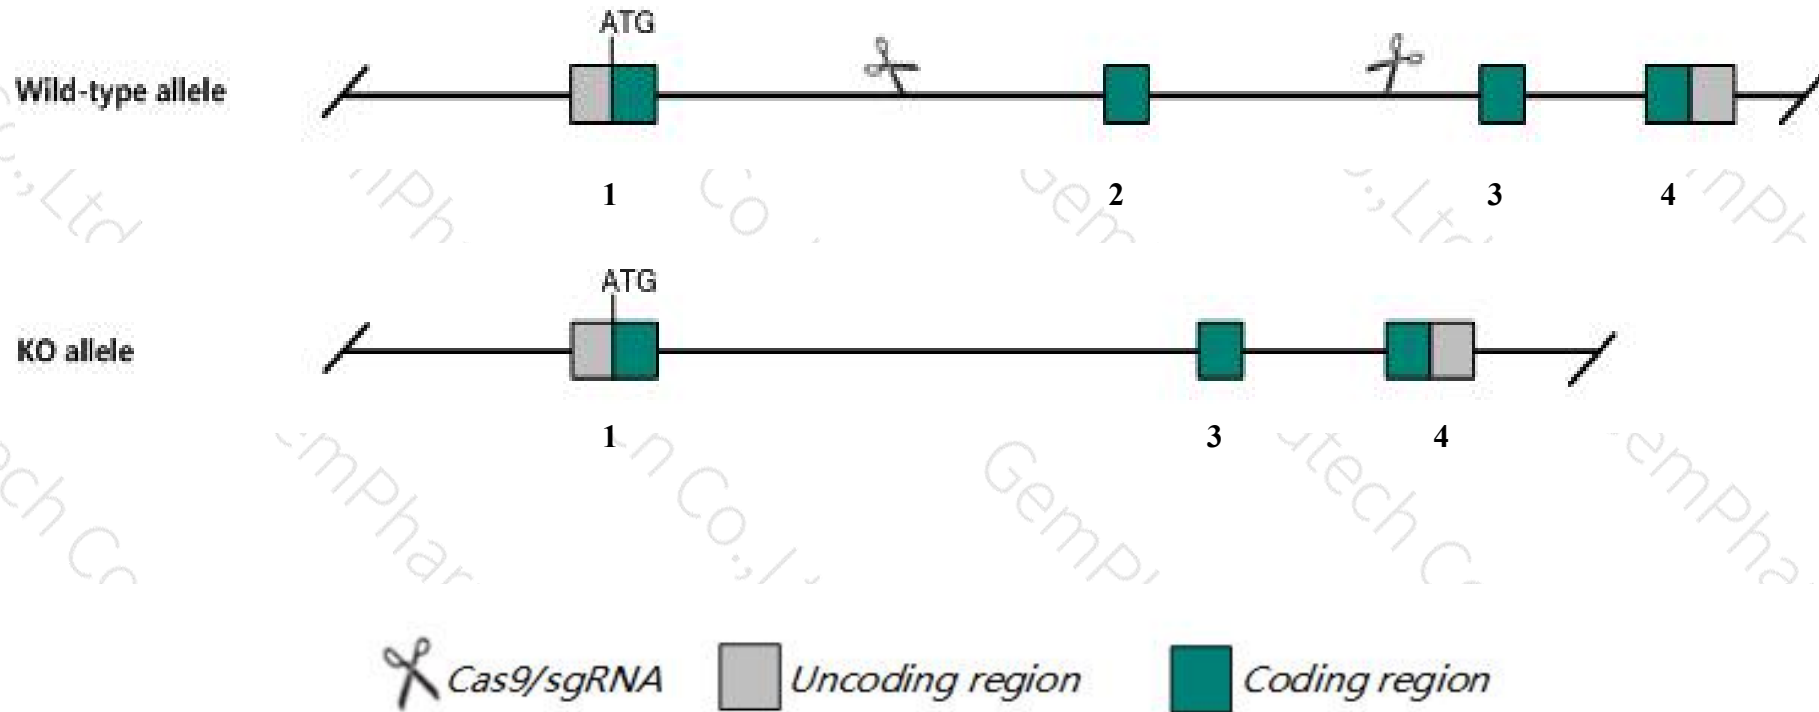 ATG
Wild-type allele
1 2 3 4
ATG
KO allele
1 3 4
Cas9/sgRNA Uncoding region Coding region